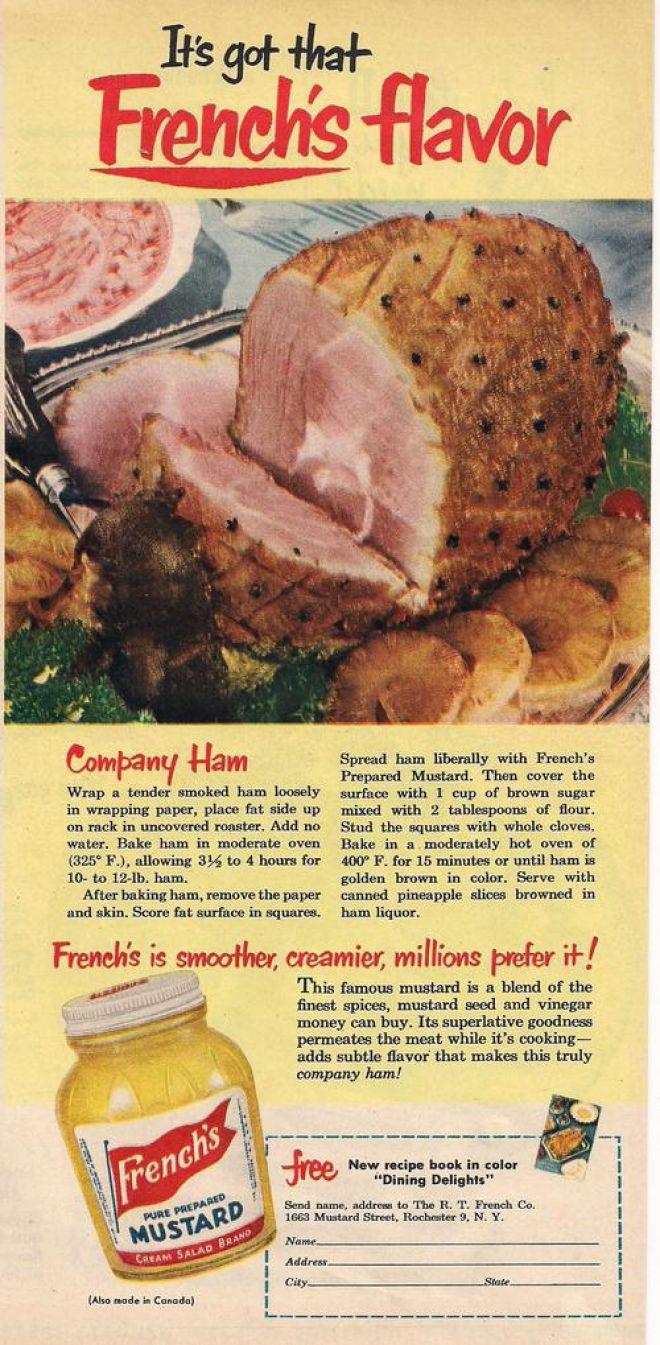 It's got that
French's flavor
Company Ham
Wrap a tender smoked ham loosely
in wrapping paper, place fat side up
on rack in uncovered roaster. Add no
water. Bake ham in moderate oven
(325° F.), allowing 3½ to 4 hours for
10- to 12-lb. ham.
After baking ham, remove the paper
and skin. Score fat surface in squares.
Spread ham liberally with French's
Prepared Mustard. Then cover the
surface with 1 cup of brown sugar
mixed with 2 tablespoons of flour.
Stud the squares with whole cloves.
Bake in a moderately hot oven of
400° F. for 15 minutes or until ham is
golden brown in color. Serve with
canned pineapple slices browned in
ham liquor.
French's is smoother, creamier, millions prefer it!
This famous mustard is a blend of the
finest spices, mustard seed and vinegar
money can buy. Its superlative goodness
permeates the meat while it's cooking—
adds subtle flavor that makes this truly
company ham!
French's
PURE PREPARED
MUSTARD
CREAM SALAD BRAND
(Also made in Canada)
free New recipe book in color
"Dining Delights"
Send name, address to The R. T. French Co.
1663 Mustard Street, Rochester 9, N. Y.
Name
Address
City State